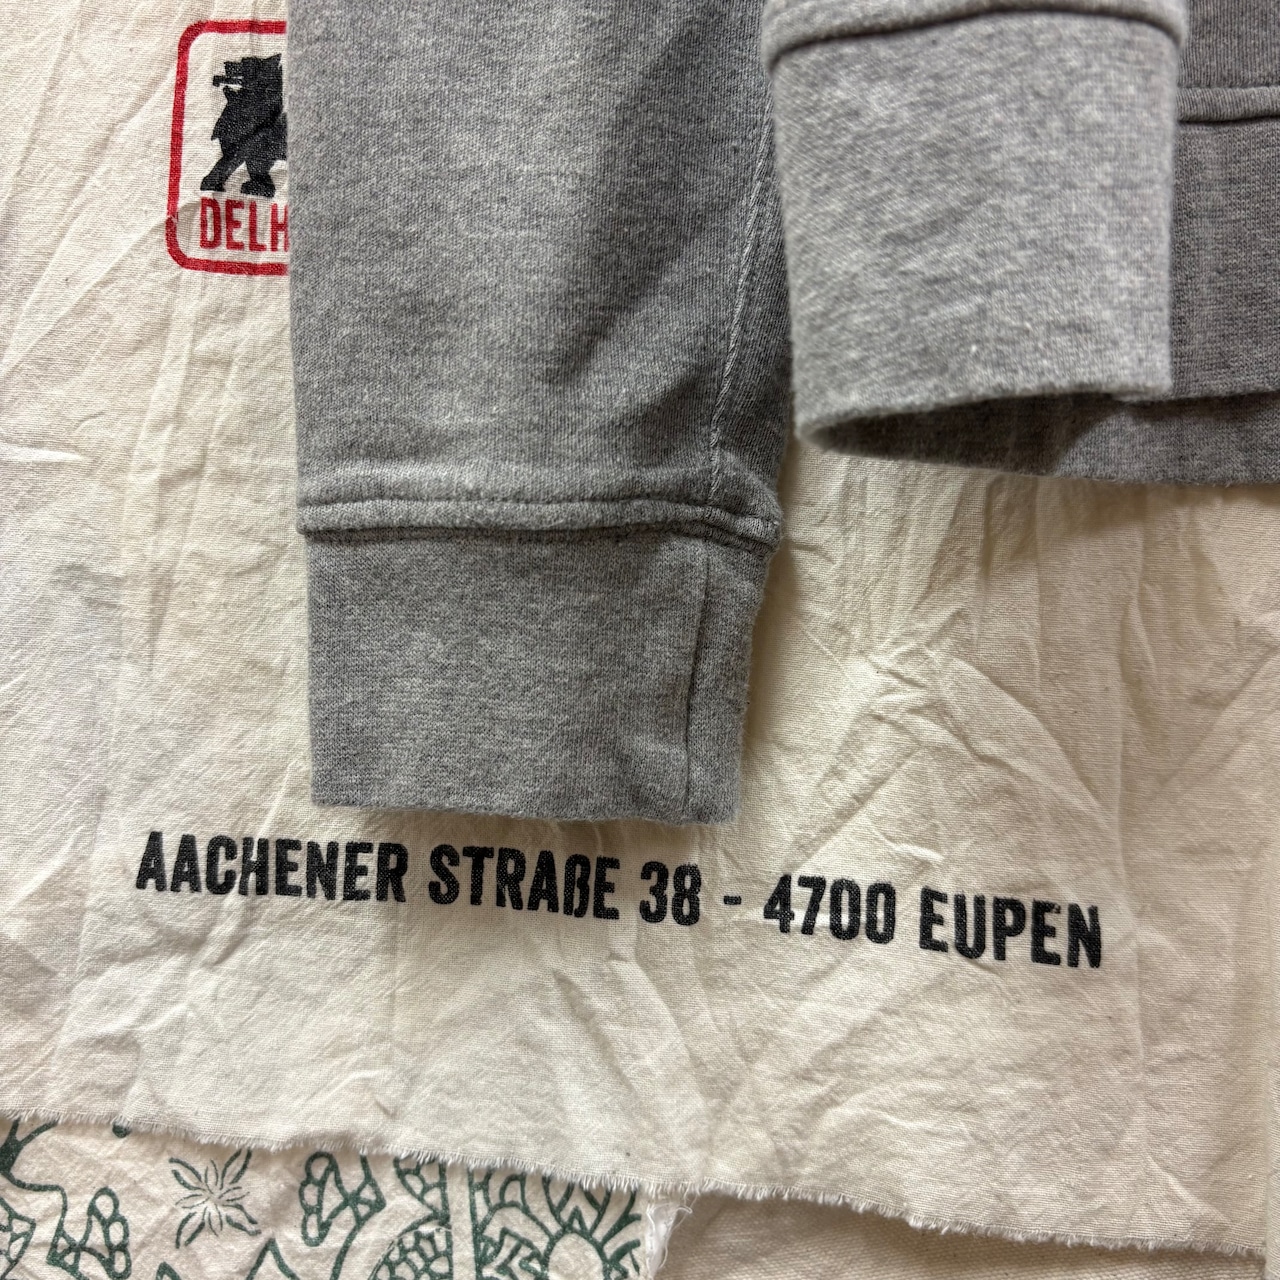 DELH
AACHENER STRAßE 38 - 4700 EUPEN